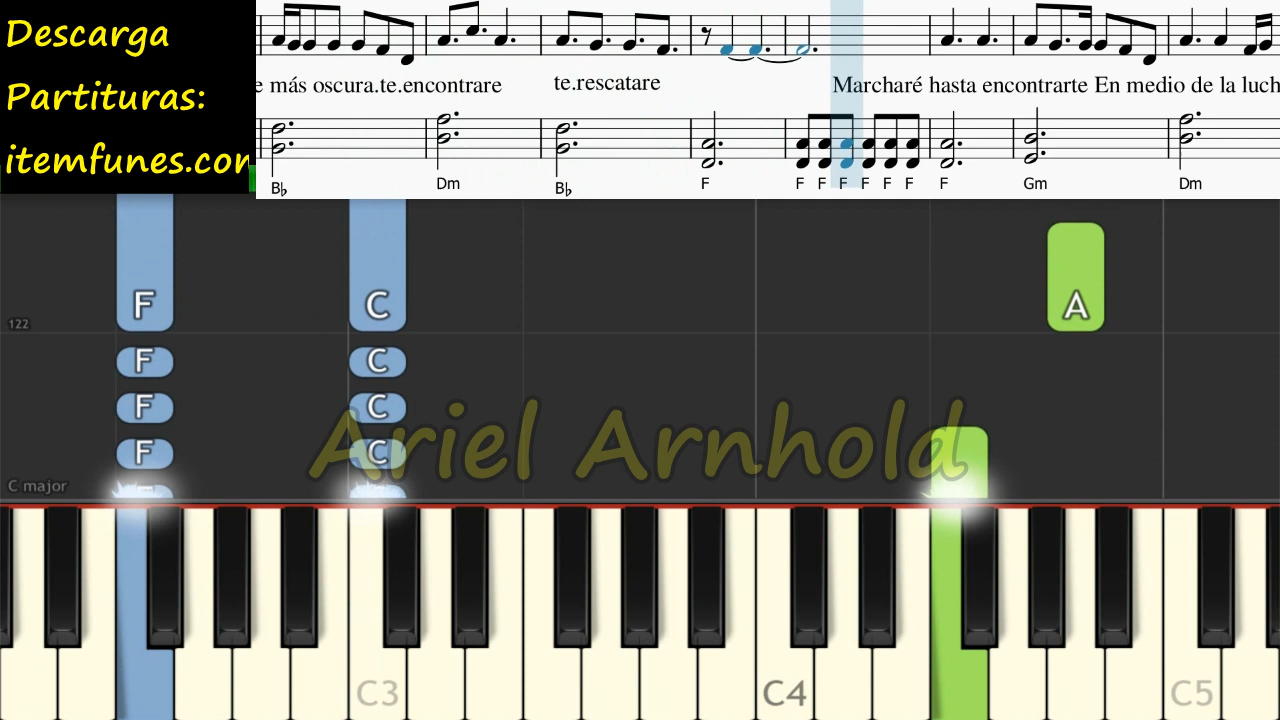 Descarga
Partituras:
itemfunes.com
e más oscura.te.encontrare te.rescatare Marcharé hasta encontrarte En medio de la luch
B♭ Dm B♭ F F F F F F F F Gm Dm
F C A
122
F C
F C
F C
Ariel Arnhold
C major
C3 C4 C5